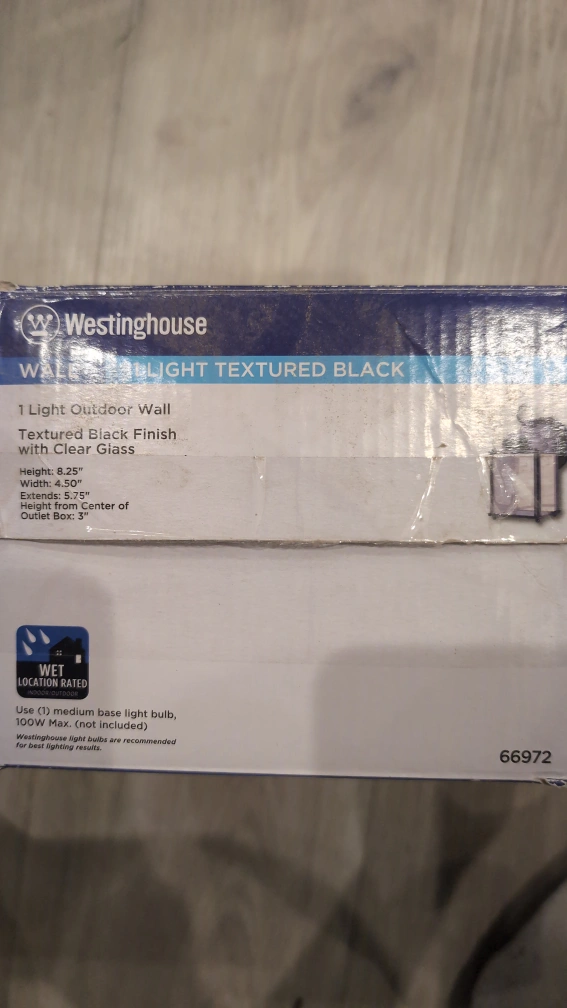 Westinghouse
LIGHT TEXTURED BLACK
1 Light Outdoor Wall
Textured Black Finish
with Clear Glass
Height: 8.25"
Width: 4.50"
Extends: 5.75"
Height from Center of
Outlet Box: 3"
WET
LOCATION RATED
INDOOR/OUTDOOR
Use (1) medium base light bulb,
100W Max. (not included)
Westinghouse light bulbs are recommended
for best lighting results.
66972